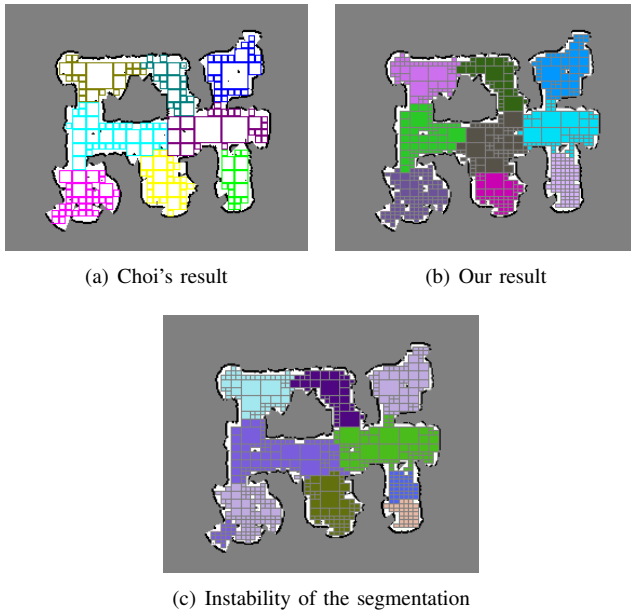 (a) Choi's result
(b) Our result
(c) Instability of the segmentation